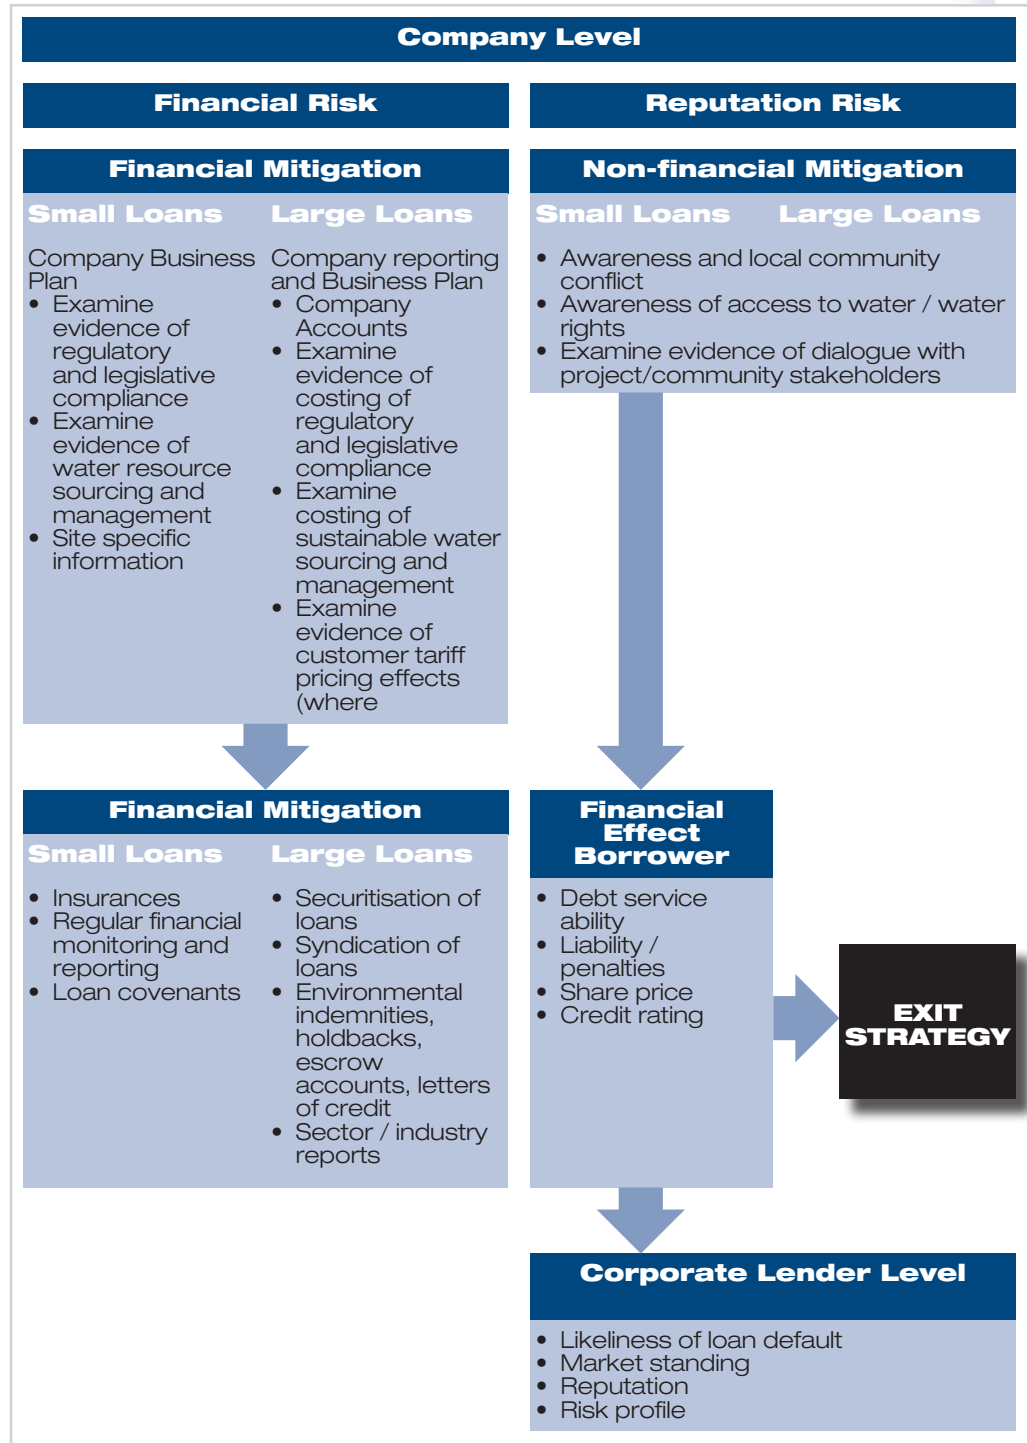 Company Level
Financial Risk
Reputation Risk
Financial Mitigation
Small Loans
Large Loans
Company Business
Plan
• Examine
evidence of
regulatory
and legislative
compliance
• Examine
evidence of
water resource
sourcing and
management
• Site specific
information
Company reporting
and Business Plan
• Company
Accounts
• Examine
evidence of
costing of
regulatory
and legislative
compliance
• Examine
costing of
sustainable water
sourcing and
management
• Examine
evidence of
customer tariff
pricing effects
(where
Non-financial Mitigation
Small Loans
Large Loans
• Awareness and local community
conflict
• Awareness of access to water / water
rights
• Examine evidence of dialogue with
project/community stakeholders
Financial Mitigation
Small Loans
Large Loans
• Insurances
• Regular financial
monitoring and
reporting
• Loan covenants
• Securitisation of
loans
• Syndication of
loans
• Environmental
indemnities,
holdbacks,
escrow
accounts, letters
of credit
• Sector / industry
reports
Financial
Effect
Borrower
• Debt service
ability
• Liability /
penalties
• Share price
• Credit rating
EXIT
STRATEGY
Corporate Lender Level
• Likeliness of loan default
• Market standing
• Reputation
• Risk profile